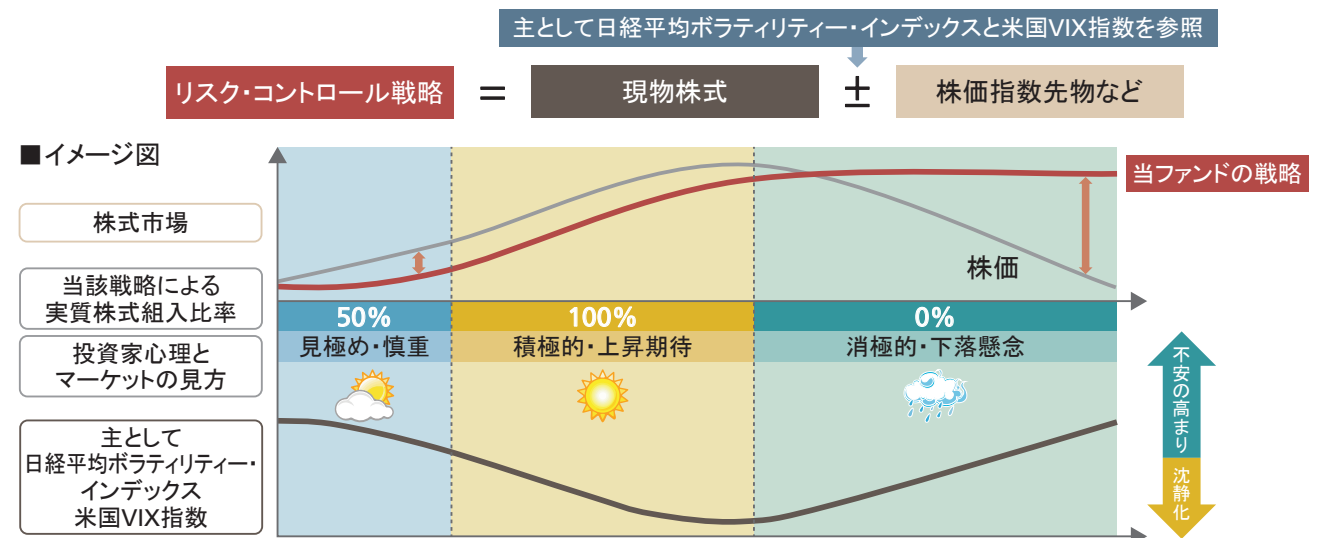 主として日経平均ボラティリティー・インデックスと米国VIX指数を参照
リスク・コントロール戦略 = 現物株式 ± 株価指数先物など
■イメージ図
当ファンドの戦略
株式市場
株価
当該戦略による
実質株式組入比率
50% 100% 0%
投資家心理と
マーケットの見方
見極め・慎重 積極的・上昇期待 消極的・下落懸念
不安の高まり
沈静化
主として
日経平均ボラティリティー・
インデックス
米国VIX指数